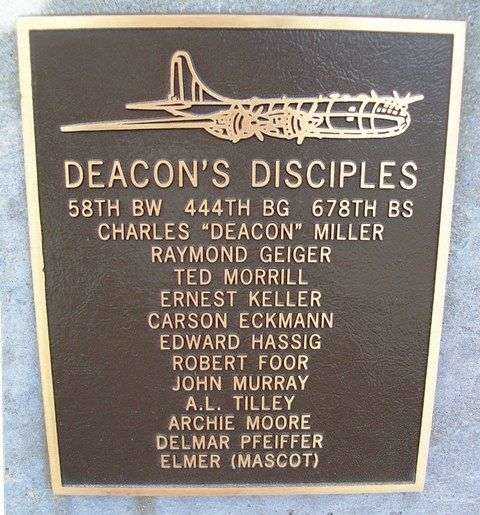 DEACON'S DISCIPLES
58TH BW 444TH BG 678TH BS
CHARLES "DEACON" MILLER
RAYMOND GEIGER
TED MORRILL
ERNEST KELLER
CARSON ECKMANN
EDWARD HASSIG
ROBERT FOOR
JOHN MURRAY
A.L. TILLEY
ARCHIE MOORE
DELMAR PFEIFFER
ELMER (MASCOT)